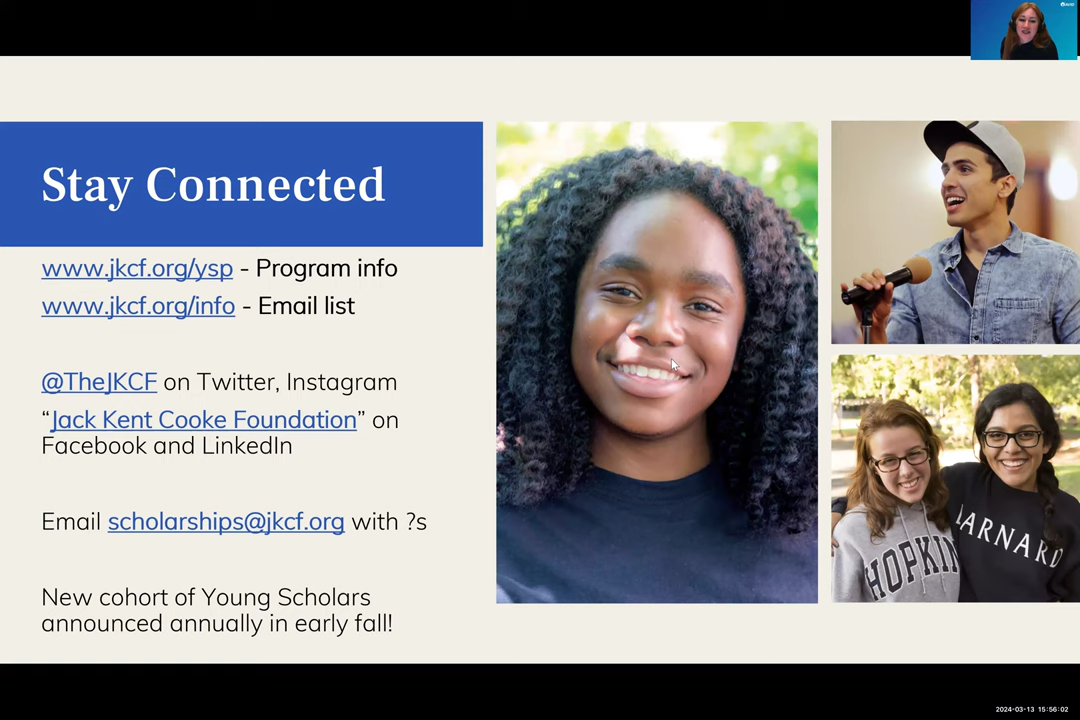 Stay Connected
www.jkcf.org/ysp - Program info
www.jkcf.org/info - Email list
@TheJKCF on Twitter, Instagram
“Jack Kent Cooke Foundation” on
Facebook and LinkedIn
Email scholarships@jkcf.org with ?s
New cohort of Young Scholars
announced annually in early fall!
HOPKIN
BARNARD
2024-03-13 15:56:02